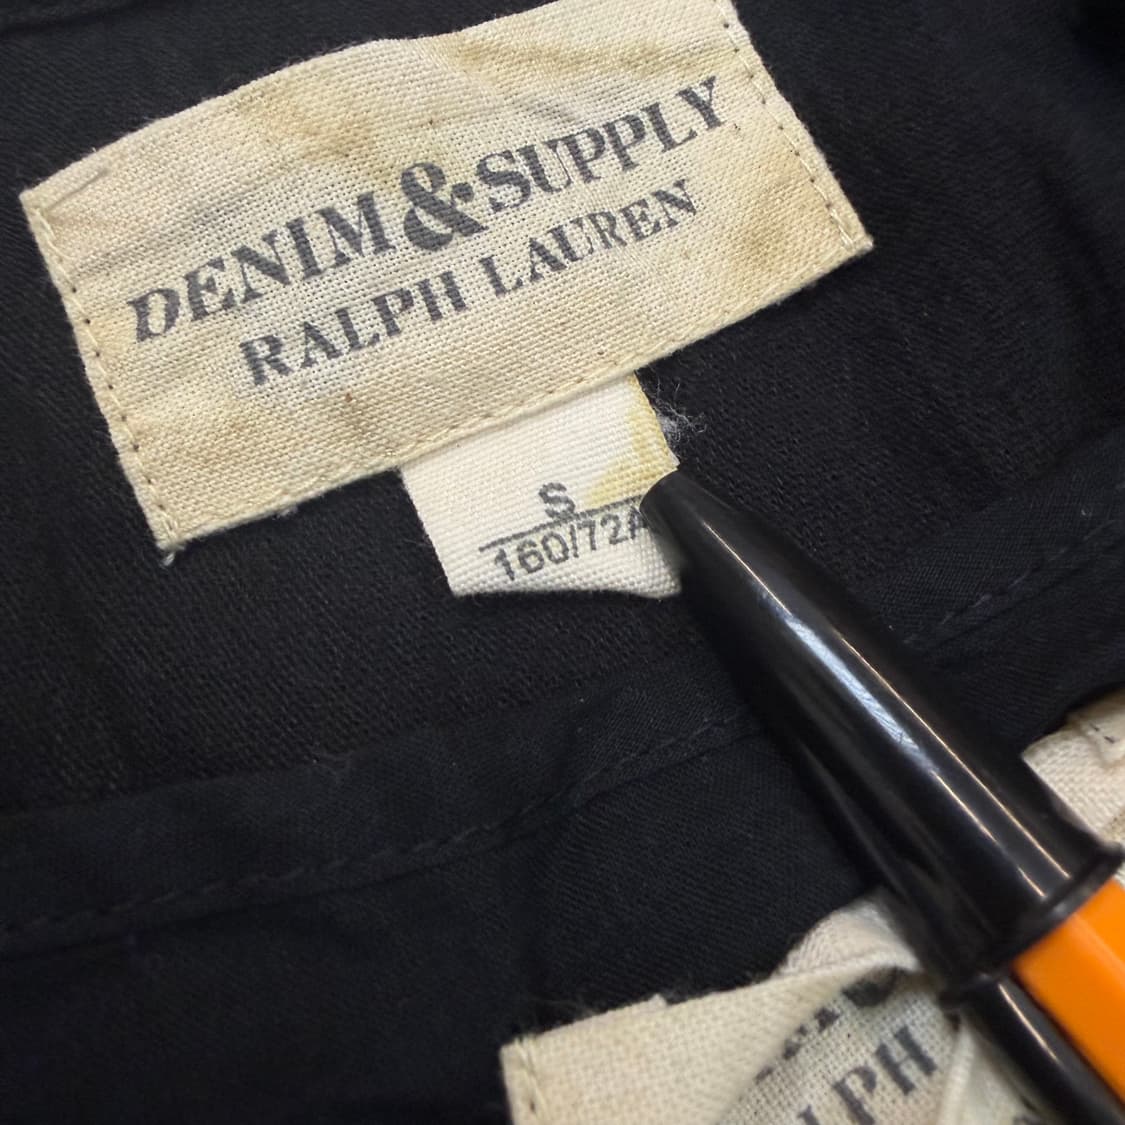 DENIM & SUPPLY
RALPH LAUREN
S
160/72A